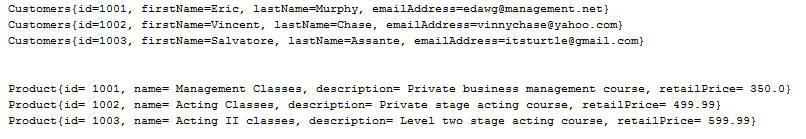 Customers{id=1001, firstName=Eric, lastName=Murphy, emailAddress=edawg@management.net}
Customers{id=1002, firstName=Vincent, lastName=Chase, emailAddress=vinnychase@yahoo.com}
Customers{id=1003, firstName=Salvatore, lastName=Assante, emailAddress=itsturtle@gmail.com}
Product{id= 1001, name= Management Classes, description= Private business management course, retailPrice= 350.0}
Product{id= 1002, name= Acting Classes, description= Private stage acting course, retailPrice= 499.99}
Product{id= 1003, name= Acting II classes, description= Level two stage acting course, retailPrice= 599.99}